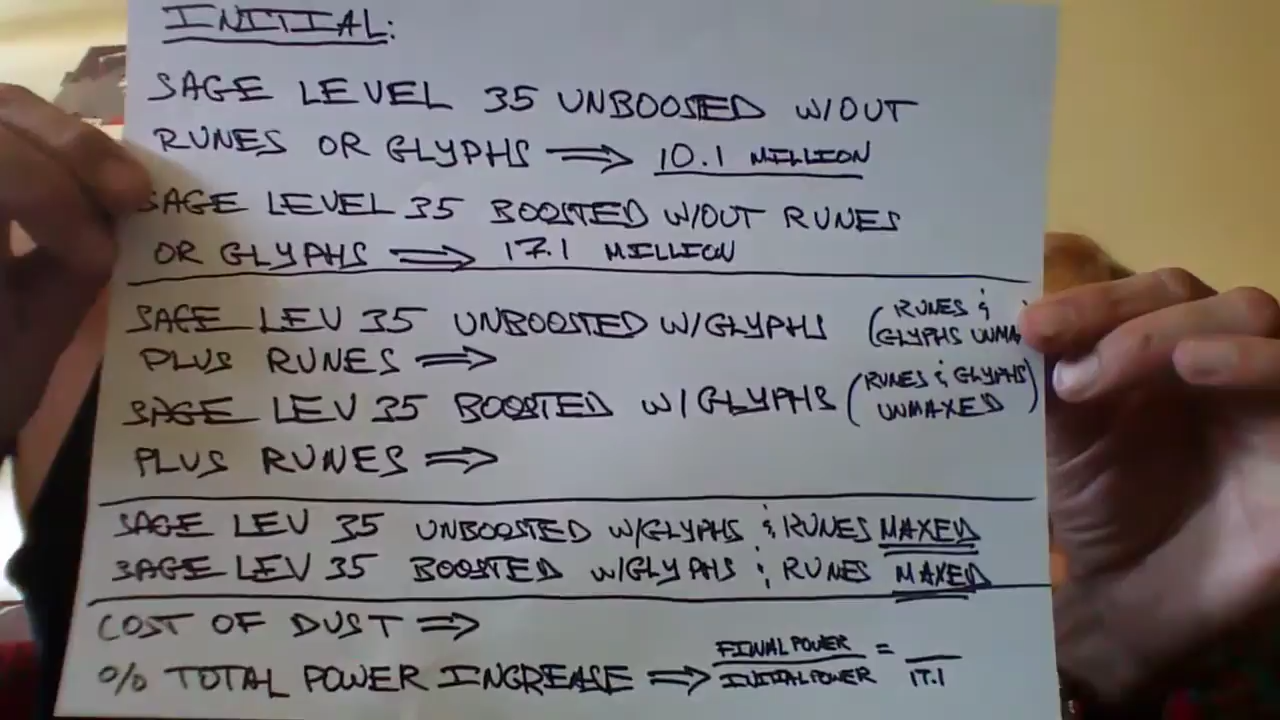 INITIAL:
SAGE LEVEL 35 UNBOOSTED W/OUT
RUNES OR GLYPHS ⟹ 10.1 MILLION
SAGE LEVEL 35 BOOSTED W/OUT RUNES
OR GLYPHS ⟹ 17.1 MILLION
SAGE LEV 35 UNBOOSTED W/GLYPHS (RUNES &
PLUS RUNES ⟹ GLYPHS UNMA
SAGE LEV 35 BOOSTED W/GLYPHS (RUNES & GLYPHS)
PLUS RUNES ⟹ UNMAXED
SAGE LEV 35 UNBOOSTED W/GLYPHS & RUNES MAXED
SAGE LEV 35 BOOSTED W/GLYPHS & RUNES MAXED
COST OF DUST ⟹
% TOTAL POWER INCREASE ⟹ FINAL POWER / INITIAL POWER = __ / 17.1